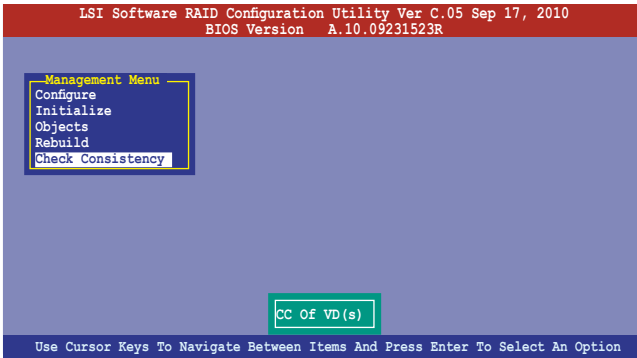 LSI Software RAID Configuration Utility Ver C.05 Sep 17, 2010
BIOS Version A.10.09231523R
Management Menu
Configure
Initialize
Objects
Rebuild
Check Consistency
CC Of VD(s)
Use Cursor Keys To Navigate Between Items And Press Enter To Select An Option